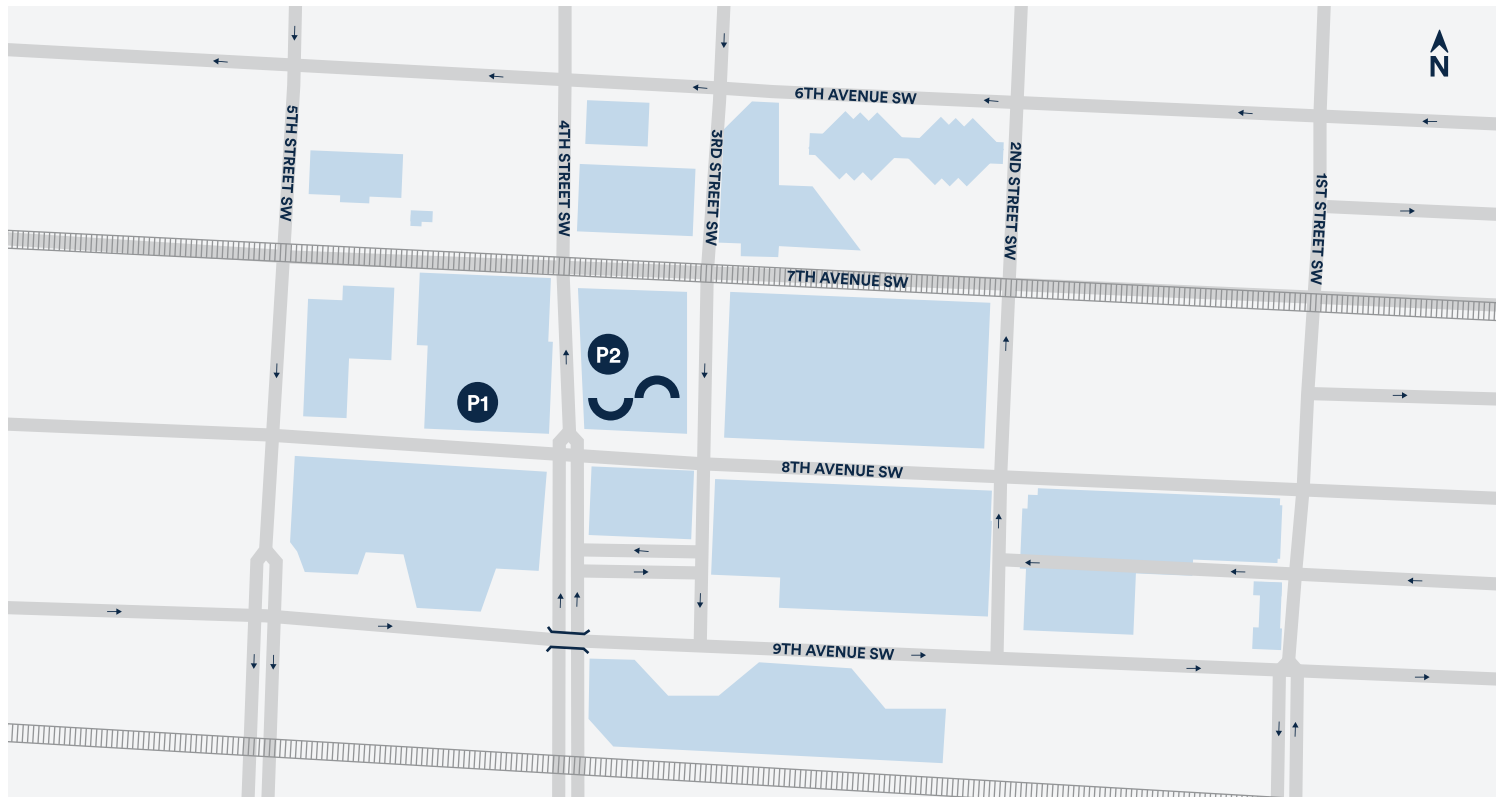 N
6TH AVENUE SW
5TH STREET SW
4TH STREET SW
3RD STREET SW
2ND STREET SW
1ST STREET SW
7TH AVENUE SW
P2
P1
8TH AVENUE SW
9TH AVENUE SW